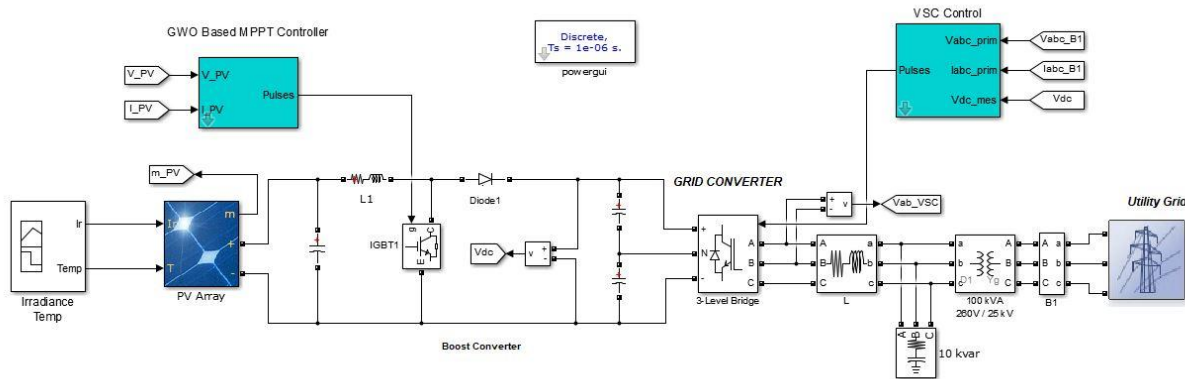 GWO Based MPPT Controller
V_PV
V_PV
I_PV
I_PV
Pulses
Discrete,
Ts = 1e-06 s.
powergui
VSC Control
Vabc_prim
Vabc_B1
Pulses
Iabc_prim
Iabc_B1
Vdc_mes
Vdc
m_PV
Ir
Temp
Irradiance
Temp
Ir
T
m
+
-
PV Array
L1
Diode1
g
C
E
IGBT1
Vdc
+
-
v
Boost Converter
GRID CONVERTER
+
N
-
A
B
C
3-Level Bridge
+
-
v
Vab_VSC
A
B
C
a
b
c
L
A
B
C
10 kvar
a
b
c
D1
Yg
A
B
C
100 kVA
260V / 25 kV
A
B
C
a
b
c
B1
Utility Grid